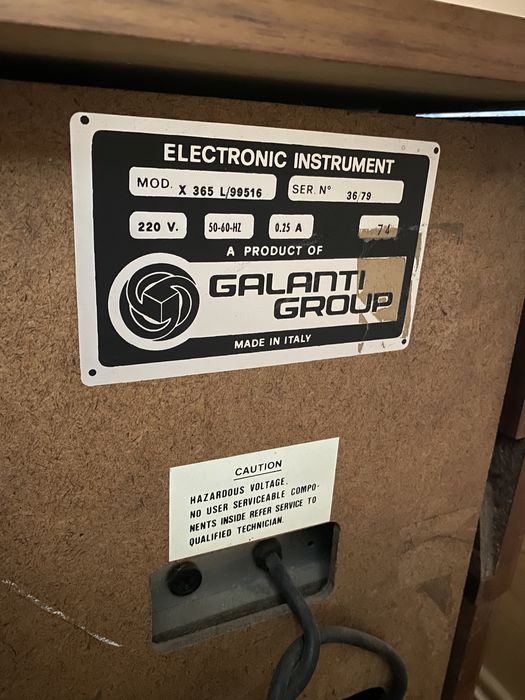 ELECTRONIC INSTRUMENT
MOD. X 365 L/99516 SER. N° 36/79
220 V. 50-60-HZ 0.25 A 74
A PRODUCT OF
GALANTI
GROUP
MADE IN ITALY
CAUTION
HAZARDOUS VOLTAGE.
NO USER SERVICEABLE COMPO-
NENTS INSIDE REFER SERVICE TO
QUALIFIED TECHNICIAN.